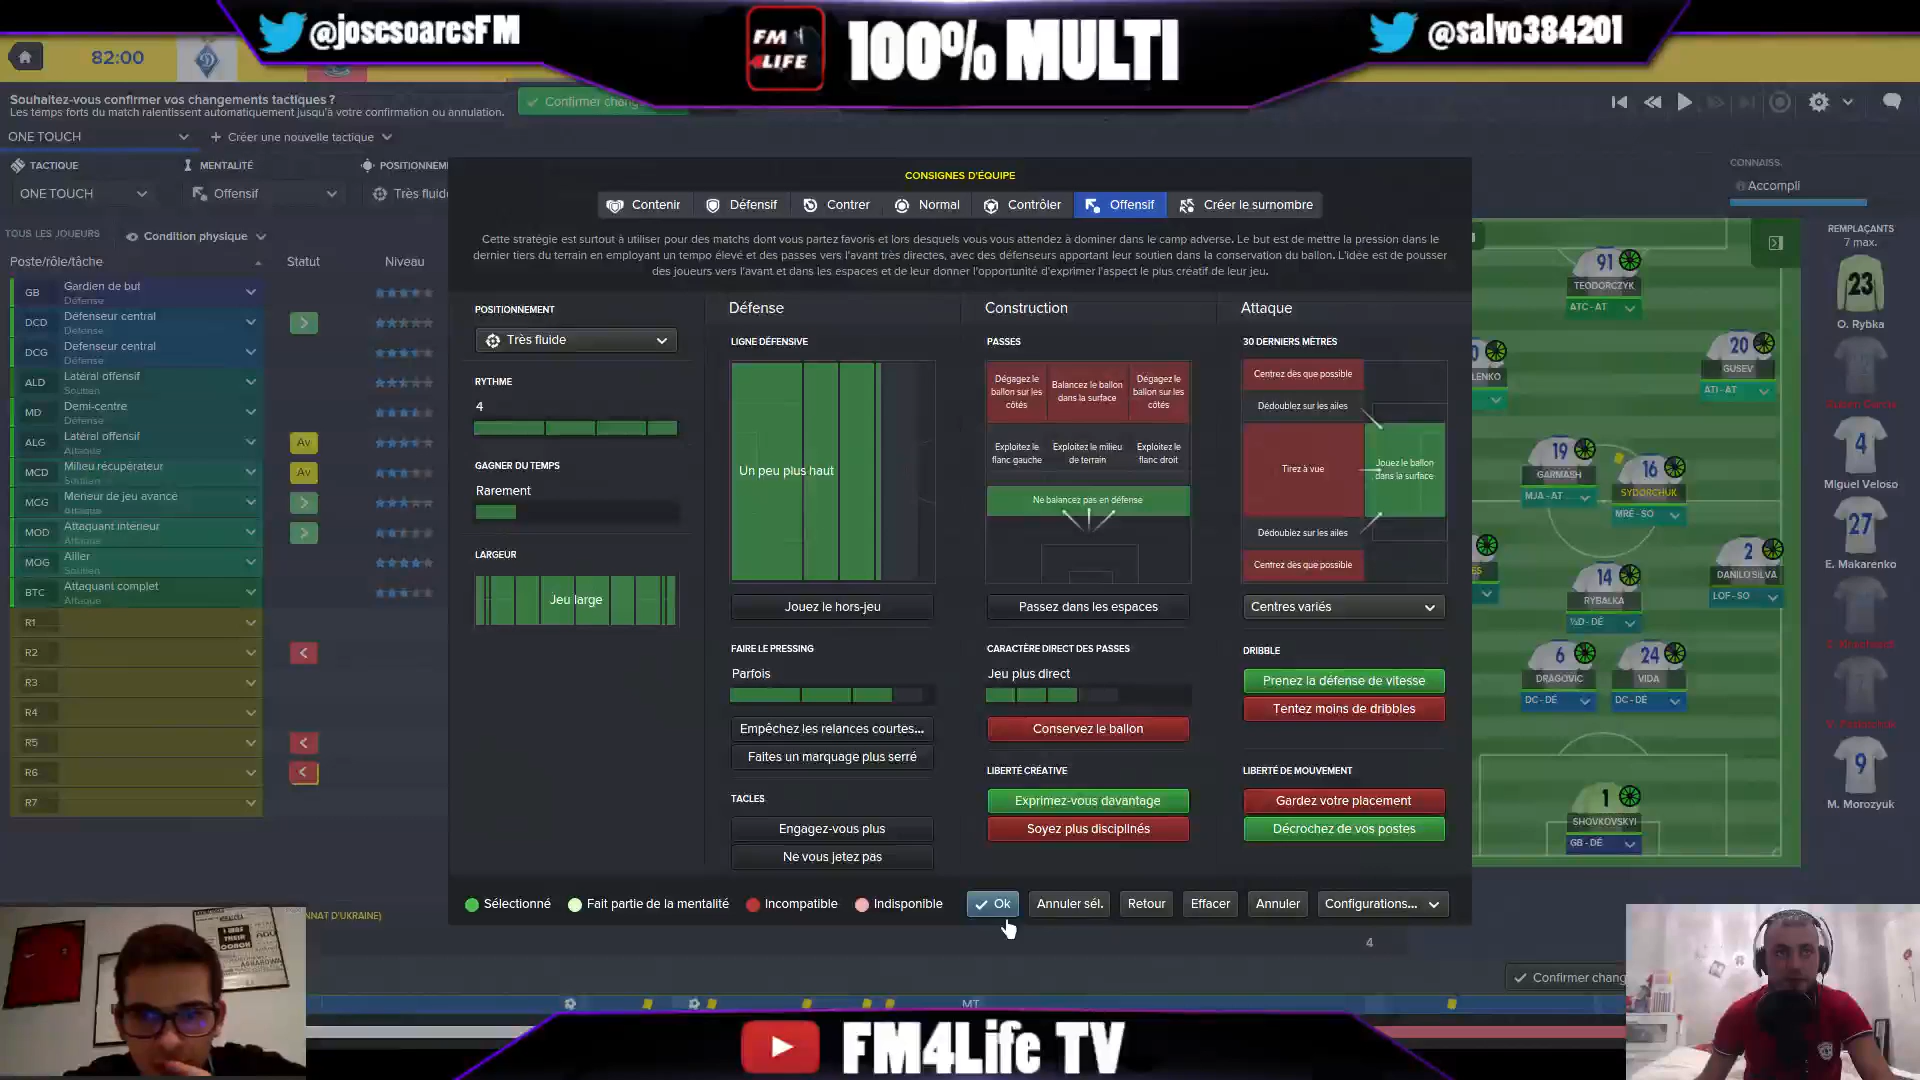 @josesoaresFM
FM
4LIFE
100% MULTI
@salvo384201
82:00
Souhaitez-vous confirmer vos changements tactiques ?
Les temps forts du match ralentissent automatiquement jusqu'à votre confirmation ou annulation.
Confirmer chang
ONE TOUCH
Créer une nouvelle tactique
TACTIQUE
MENTALITÉ
POSITIONNEM
ONE TOUCH
Offensif
Très fluide
CONNAISS.
Accompli
TOUS LES JOUEURS
Condition physique
Poste/rôle/tâche
Statut
Niveau
GB
Gardien de but
Défense
DCD
Défenseur central
Défense
DCG
Défenseur central
Défense
ALD
Latéral offensif
Soutien
MD
Demi-centre
Défense
ALG
Latéral offensif
Attaque
Av
MCD
Milieu récupérateur
Soutien
Av
MCG
Meneur de jeu avancé
Attaque
MOD
Attaquant intérieur
Attaque
MOG
Ailier
Soutien
BTC
Attaquant complet
Attaque
R1
R2
R3
R4
R5
R6
R7
CONSIGNES D'ÉQUIPE
Contenir
Défensif
Contrer
Normal
Contrôler
Offensif
Créer le surnombre
Cette stratégie est surtout à utiliser pour des matchs dont vous partez favoris et lors desquels vous vous attendez à dominer dans le camp adverse. Le but est de mettre la pression dans le
dernier tiers du terrain en employant un tempo élevé et des passes vers l'avant très directes, avec des défenseurs apportant leur soutien dans la conservation du ballon. L'idée est de pousser
des joueurs vers l'avant et dans les espaces et de leur donner l'opportunité d'exprimer l'aspect le plus créatif de leur jeu.
POSITIONNEMENT
Très fluide
RYTHME
4
GAGNER DU TEMPS
Rarement
LARGEUR
Jeu large
Défense
LIGNE DÉFENSIVE
Un peu plus haut
Jouez le hors-jeu
FAIRE LE PRESSING
Parfois
Empêchez les relances courtes...
Faites un marquage plus serré
TACLES
Engagez-vous plus
Ne vous jetez pas
Construction
PASSES
Dégagez le
ballon sur les
côtés
Balancez le ballon
dans la surface
Dégagez le
ballon sur les
côtés
Exploitez le
flanc gauche
Exploitez le milieu
de terrain
Exploitez le
flanc droit
Ne balancez pas en défense
Passez dans les espaces
CARACTÈRE DIRECT DES PASSES
Jeu plus direct
Conservez le ballon
LIBERTÉ CRÉATIVE
Exprimez-vous davantage
Soyez plus disciplinés
Attaque
30 DERNIERS MÈTRES
Centrez dès que possible
Dédoublez sur les ailes
Tirez à vue
Jouez le ballon
dans la surface
Dédoublez sur les ailes
Centrez dès que possible
Centres variés
DRIBBLE
Prenez la défense de vitesse
Tentez moins de dribbles
LIBERTÉ DE MOUVEMENT
Gardez votre placement
Décrochez de vos postes
Sélectionné
Fait partie de la mentalité
Incompatible
Indisponible
Ok
Annuler sél.
Retour
Effacer
Annuler
Configurations...
91
TEODORCZYK
ATC - AT
LENKO
20
GUSEV
ATI - AT
19
GARMASH
MJA - AT
16
SYDORCHUK
MRÉ - SO
ES
14
RYBALKA
½D - DÉ
2
DANILO SILVA
LOF - SO
6
DRAGOVIC
DC - DÉ
24
VIDA
DC - DÉ
1
SHOVKOVSKYI
GB - DÉ
REMPLAÇANTS
7 max.
23
O. Rybka
4
Miguel Veloso
27
E. Makarenko
9
M. Morozyuk
NNAT D'UKRAINE)
4
Confirmer chang
MT
FM4Life TV